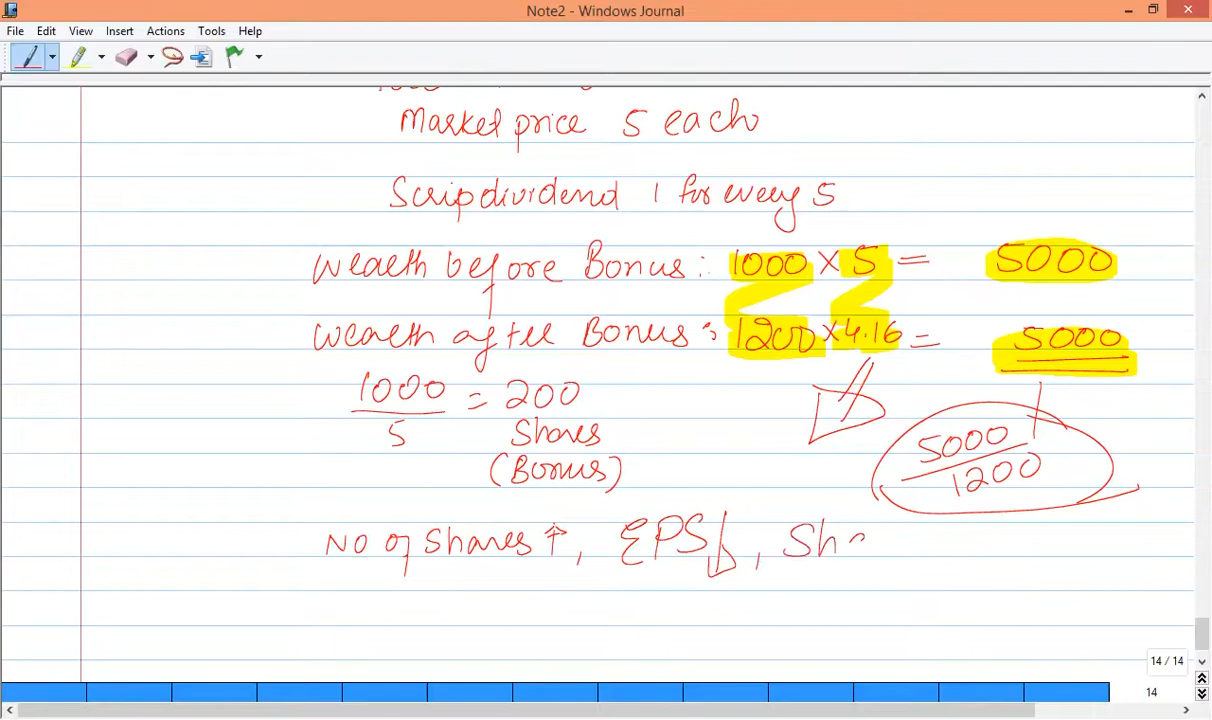 Note2 - Windows Journal
File Edit View Insert Actions Tools Help
Market price 5 each
Scrip dividend 1 for every 5
Wealth before Bonus : 1000 × 5 = 5000
Wealth after Bonus : 1200 × 4.16 = 5000
1000 / 5 = 200
Shares
(Bonus)
5000 / 1200
No of Shares ↑, EPS ↓, Sh
14 / 14
14